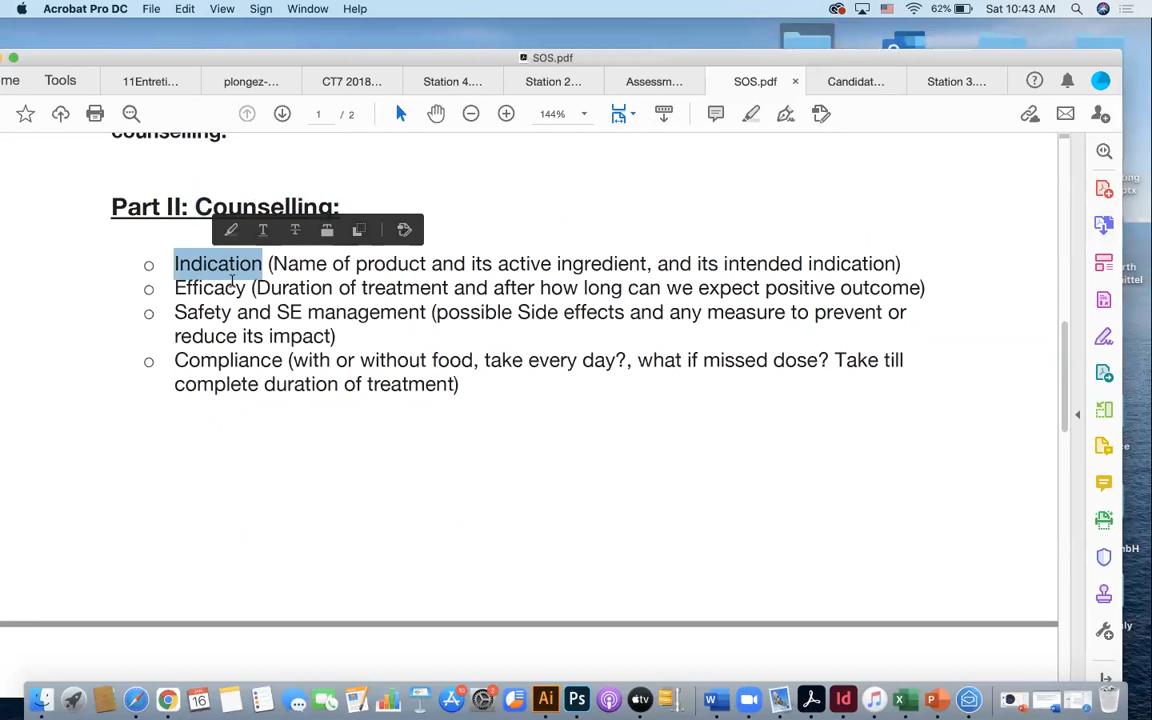 Acrobat Pro DC File Edit View Sign Window Help 62% Sat 10:43 AM
SOS.pdf
me Tools 11Entreti... plongez-... CT7 2018... Station 4.... Station 2... Assessm... SOS.pdf × Candidat... Station 3....
1 / 2 144%
counselling.
Part II: Counselling:
Indication (Name of product and its active ingredient, and its intended indication)
Efficacy (Duration of treatment and after how long can we expect positive outcome)
Safety and SE management (possible Side effects and any measure to prevent or
reduce its impact)
Compliance (with or without food, take every day?, what if missed dose? Take till
complete duration of treatment)